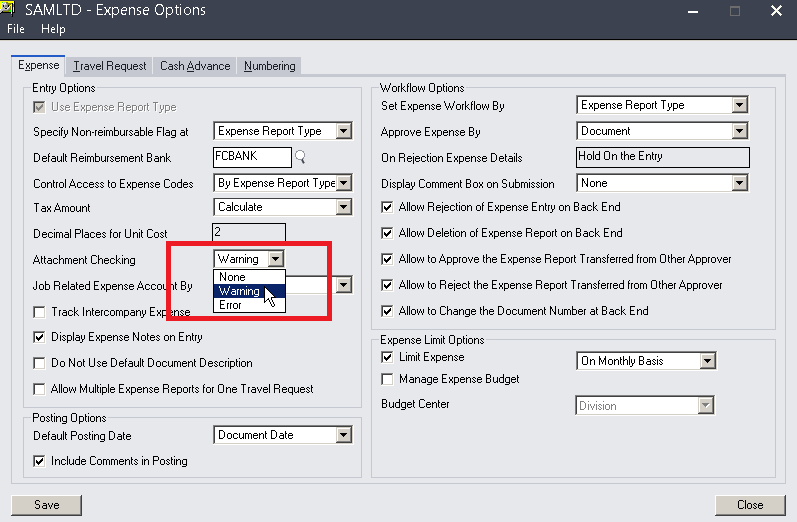 SAMLTD - Expense Options
File Help
Expense Travel Request Cash Advance Numbering
Entry Options
Use Expense Report Type
Specify Non-reimbursable Flag at Expense Report Type
Default Reimbursement Bank FCBANK
Control Access to Expense Codes By Expense Report Type
Tax Amount Calculate
Decimal Places for Unit Cost 2
Attachment Checking Warning
None
Warning
Error
Job Related Expense Account By
Track Intercompany Expense
Display Expense Notes on Entry
Do Not Use Default Document Description
Allow Multiple Expense Reports for One Travel Request
Posting Options
Default Posting Date Document Date
Include Comments in Posting
Workflow Options
Set Expense Workflow By Expense Report Type
Approve Expense By Document
On Rejection Expense Details Hold On the Entry
Display Comment Box on Submission None
Allow Rejection of Expense Entry on Back End
Allow Deletion of Expense Report on Back End
Allow to Approve the Expense Report Transferred from Other Approver
Allow to Reject the Expense Report Transferred from Other Approver
Allow to Change the Document Number at Back End
Expense Limit Options
Limit Expense On Monthly Basis
Manage Expense Budget
Budget Center Division
Save Close